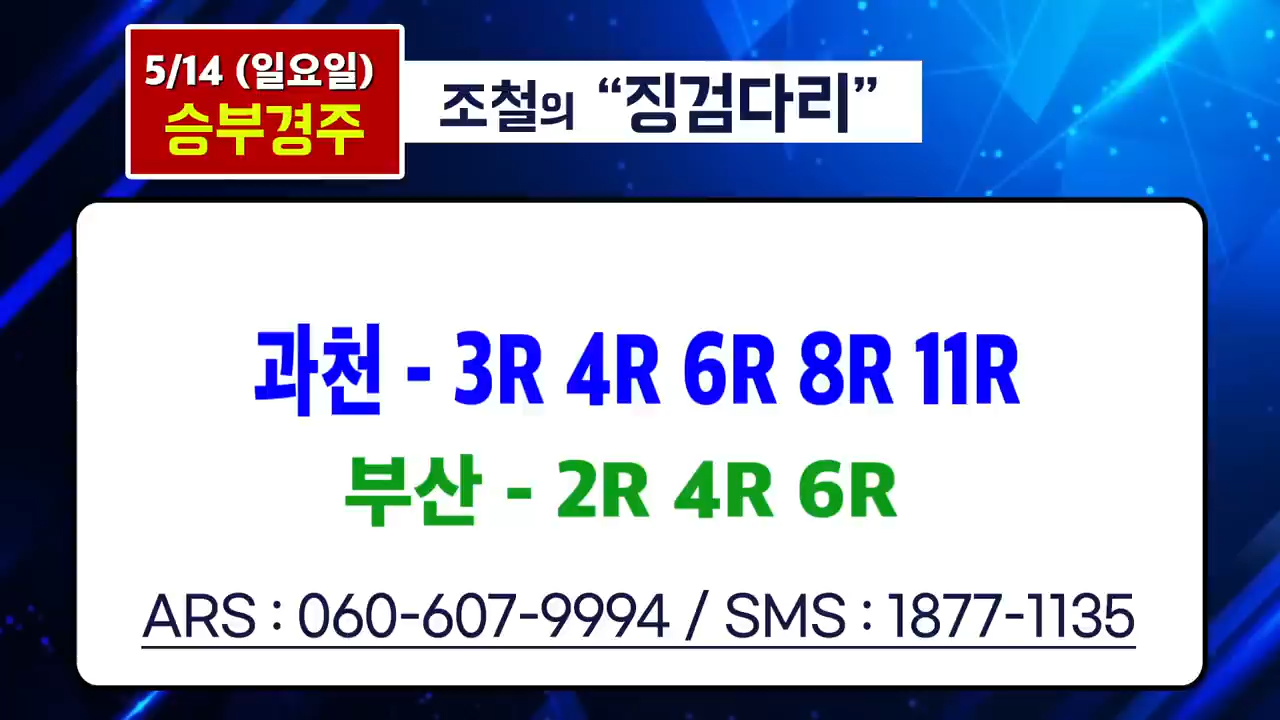 5/14 (일요일)
승부경주
조철의 “징검다리”
과천 - 3R 4R 6R 8R 11R
부산 - 2R 4R 6R
ARS : 060-607-9994 / SMS : 1877-1135